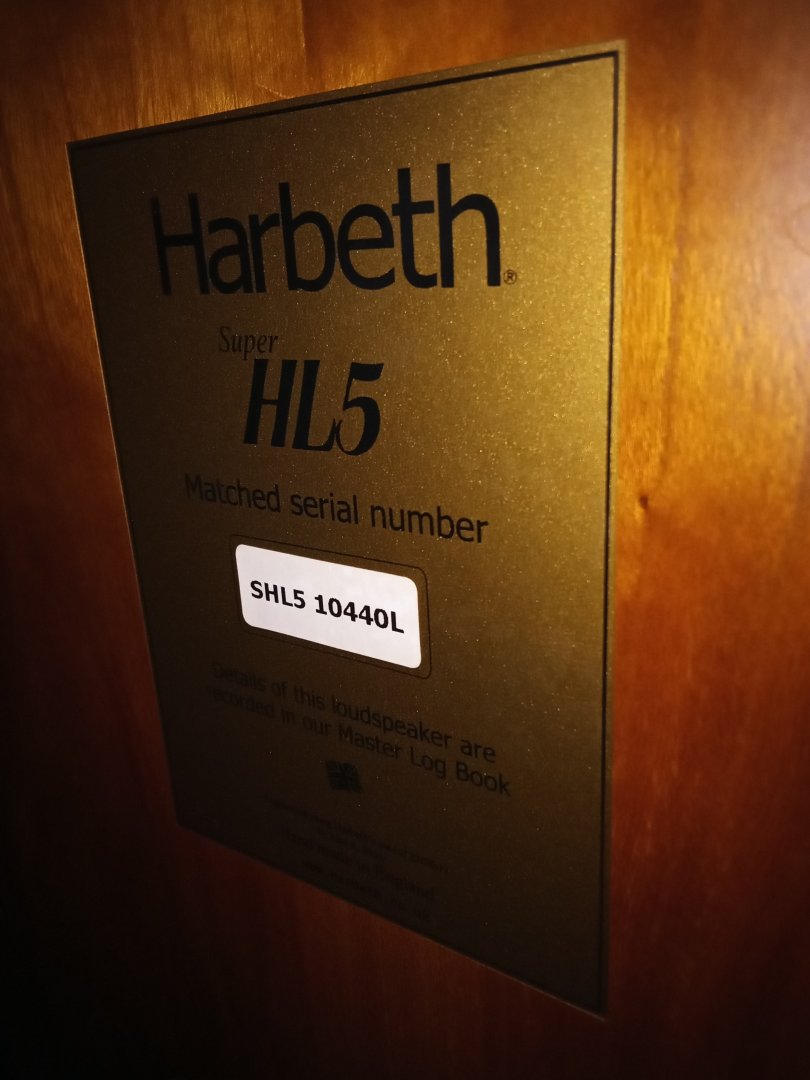 Harbeth®
Super
HL5
Matched serial number
SHL5 10440L
Details of this loudspeaker are
recorded in our Master Log Book
England